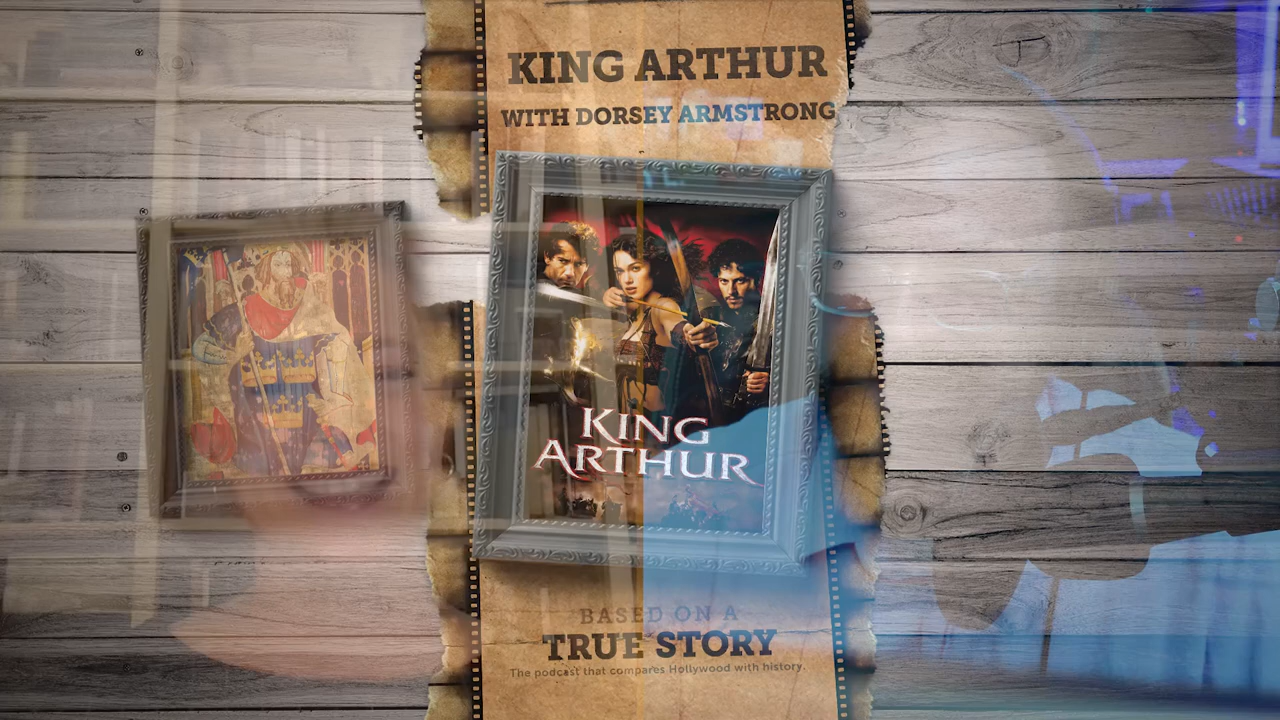 KING ARTHUR
WITH DORSEY ARMSTRONG
KING
ARTHUR
BASED ON A
TRUE STORY
The podcast that compares Hollywood with history.